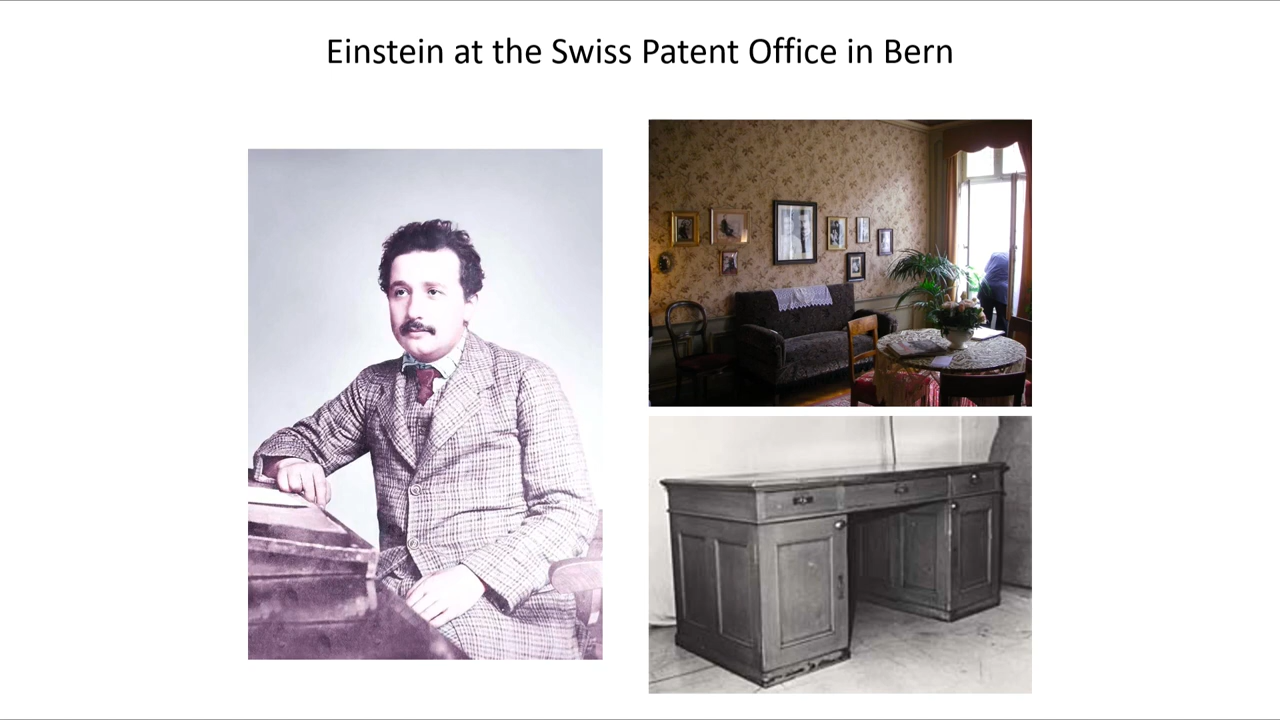 Einstein at the Swiss Patent Office in Bern